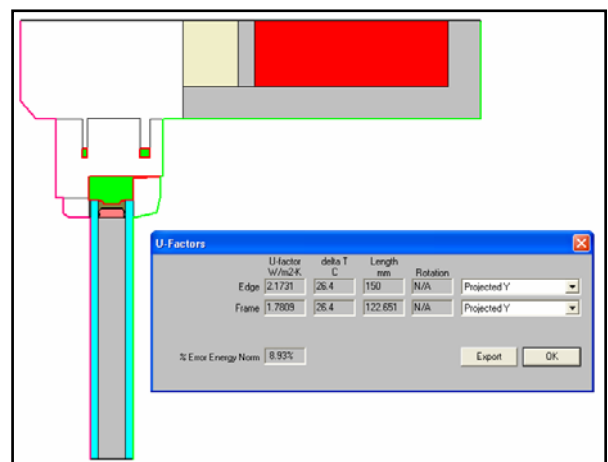 U-Factors
U-factor delta T Length
W/m2-K C mm Rotation
Edge 2.1731 26.4 150 N/A Projected Y
Frame 1.7809 26.4 122.651 N/A Projected Y
% Error Energy Norm 8.93% Export OK